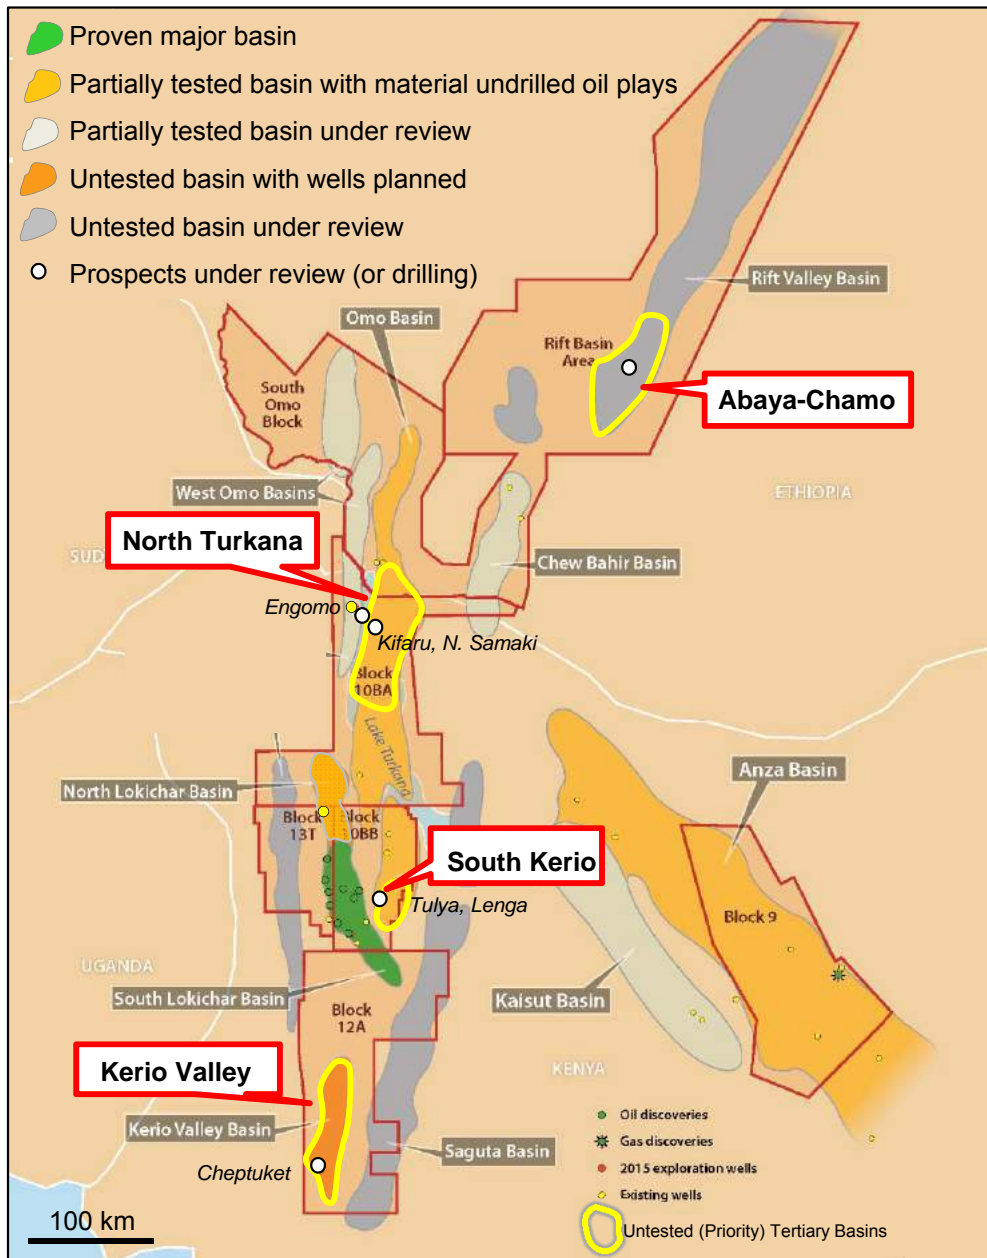 Proven major basin
Partially tested basin with material undrilled oil plays
Partially tested basin under review
Untested basin with wells planned
Untested basin under review
Prospects under review (or drilling)
Rift Valley Basin
Omo Basin
Rift Basin
Area
South
Omo
Block
Abaya-Chamo
West Omo Basins
ETHIOPIA
North Turkana
Chew Bahir Basin
Engomo
Kifaru, N. Samaki
Block
10BA
Lake Turkana
Anza Basin
North Lokichar Basin
Block
13T
Block
10BB
South Kerio
Tulya, Lenga
Block 9
UGANDA
South Lokichar Basin
Kaisut Basin
Block
12A
Kerio Valley
KENYA
Kerio Valley Basin
Saguta Basin
Cheptuket
Oil discoveries
Gas discoveries
2015 exploration wells
Existing wells
Untested (Priority) Tertiary Basins
100 km